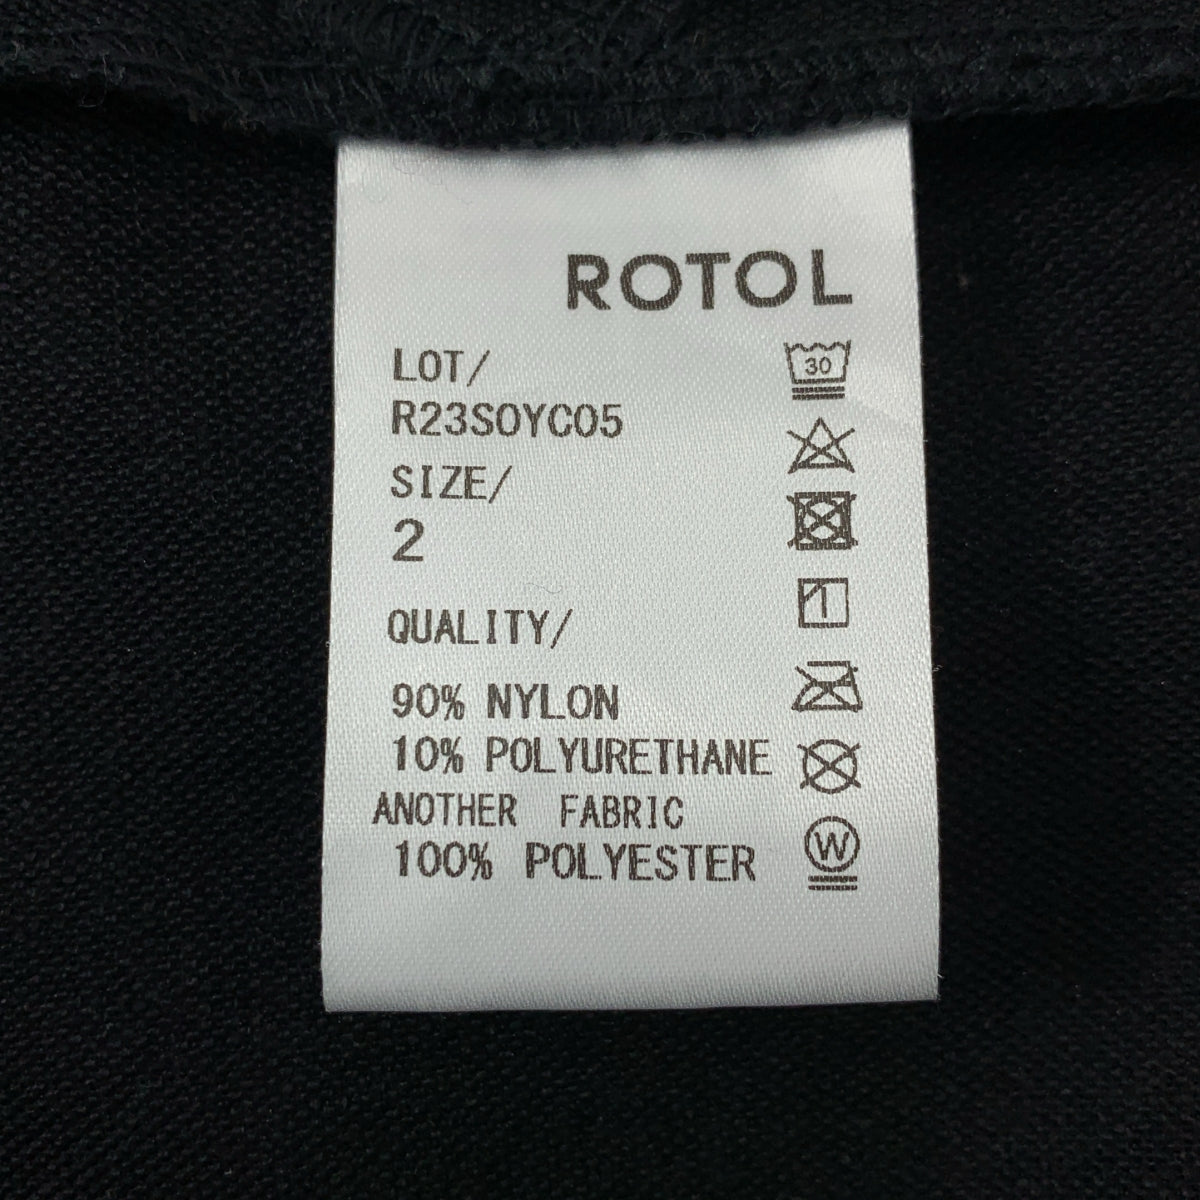 ROTOL
LOT/
30
R23SOYC05
SIZE/
2
QUALITY/
90% NYLON
10% POLYURETHANE
ANOTHER FABRIC
100% POLYESTER
W